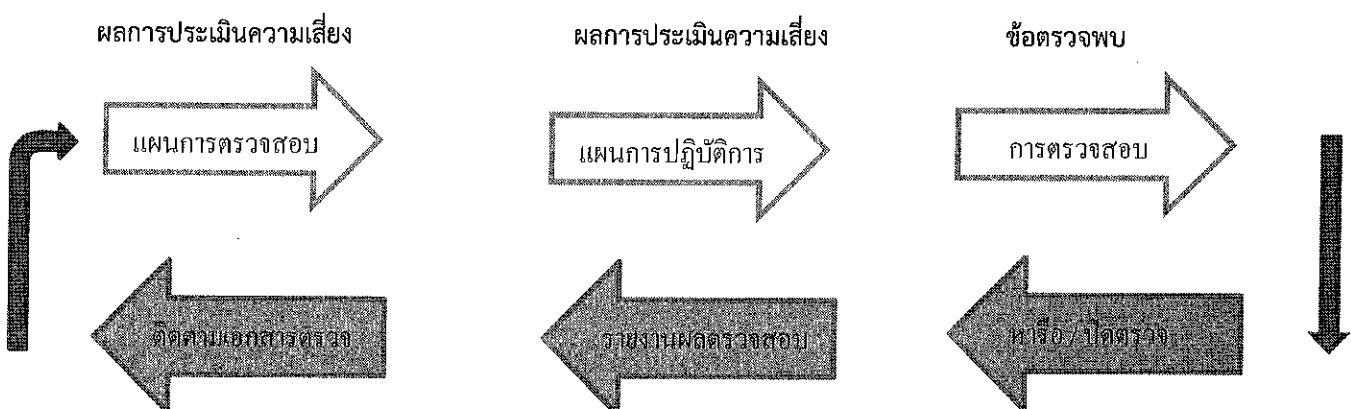 ผลการประเมินความเสี่ยง
ผลการประเมินความเสี่ยง
ข้อตรวจพบ
แผนการตรวจสอบ
แผนการปฏิบัติการ
การตรวจสอบ
ติดตามเอกสารตรวจ
รายงานผลตรวจสอบ
หารือ / ปิดตรวจ